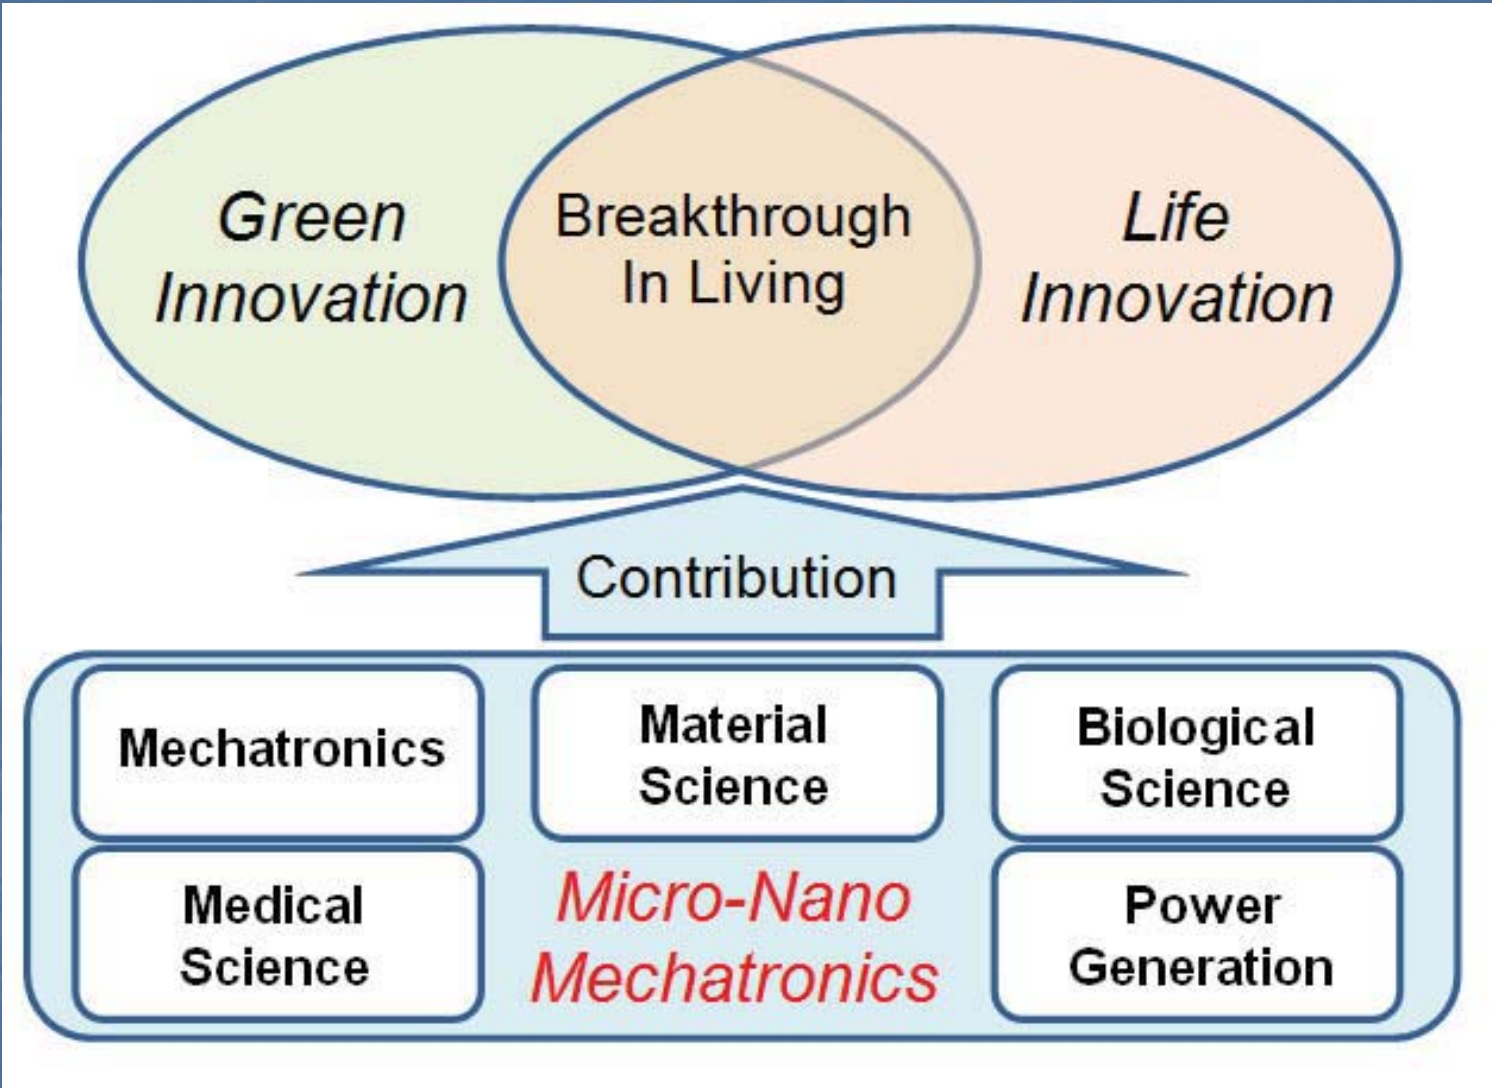 Green
Innovation
Breakthrough
In Living
Life
Innovation
Contribution
Mechatronics
Material
Science
Biological
Science
Medical
Science
Micro-Nano
Mechatronics
Power
Generation